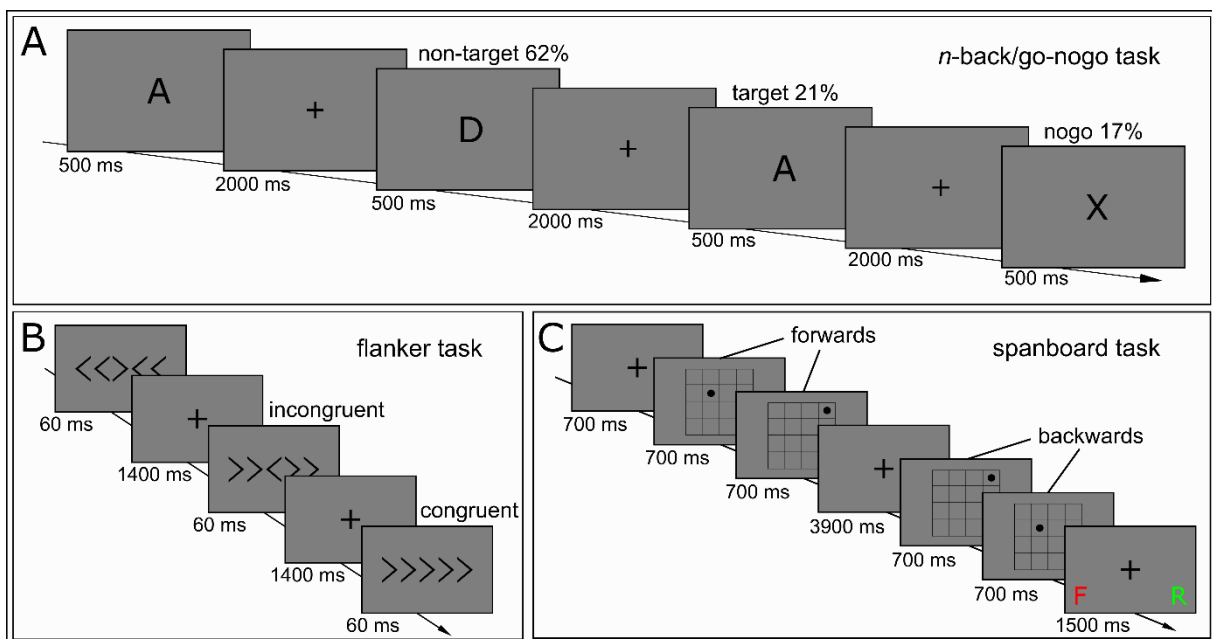 A
n-back/go-nogo task
non-target 62%
target 21%
nogo 17%
A
+
D
+
A
+
X
500 ms
2000 ms
500 ms
2000 ms
500 ms
2000 ms
500 ms
B
flanker task
<<><<
60 ms
+
1400 ms
incongruent
>><>>
60 ms
+
1400 ms
congruent
>>>>>
60 ms
C
spanboard task
forwards
+
700 ms
700 ms
700 ms
+
3900 ms
backwards
700 ms
700 ms
+
F
R
1500 ms